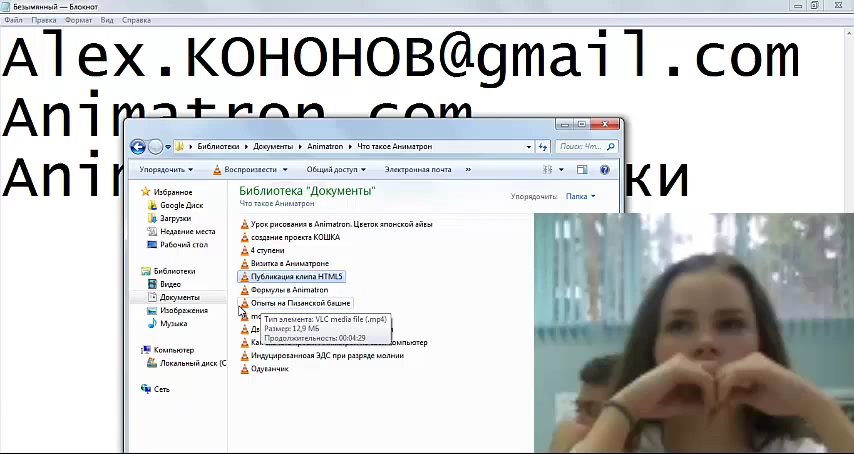 Безымянный — Блокнот
Файл Правка Формат Вид Справка
Alex.КОНОНОВ@gmail.com
Animatron.com
Ani
ки
Библиотеки Документы Animatron Что такое Аниматрон
Поиск: Чт...
Упорядочить Воспроизвести Общий доступ Электронная почта »
Избранное
Google Диск
Загрузки
Недавние места
Рабочий стол
Библиотеки
Видео
Документы
Изображения
Музыка
Компьютер
Локальный диск (C
Сеть
Библиотека "Документы"
Что такое Аниматрон
Упорядочить: Папка
Урок рисования в Animatron. Цветок японской айвы
создание проекта КОШКА
4 ступени
Визитка в Аниматроне
Публикация клипа HTML5
Формулы в Animatron
Опыты на Пизанской башне
Тип элемента: VLC media file (.mp4)
Размер: 12,9 МБ
Продолжительность: 00:04:29
Индуцированная ЭДС при разряде молнии
Одуванчик